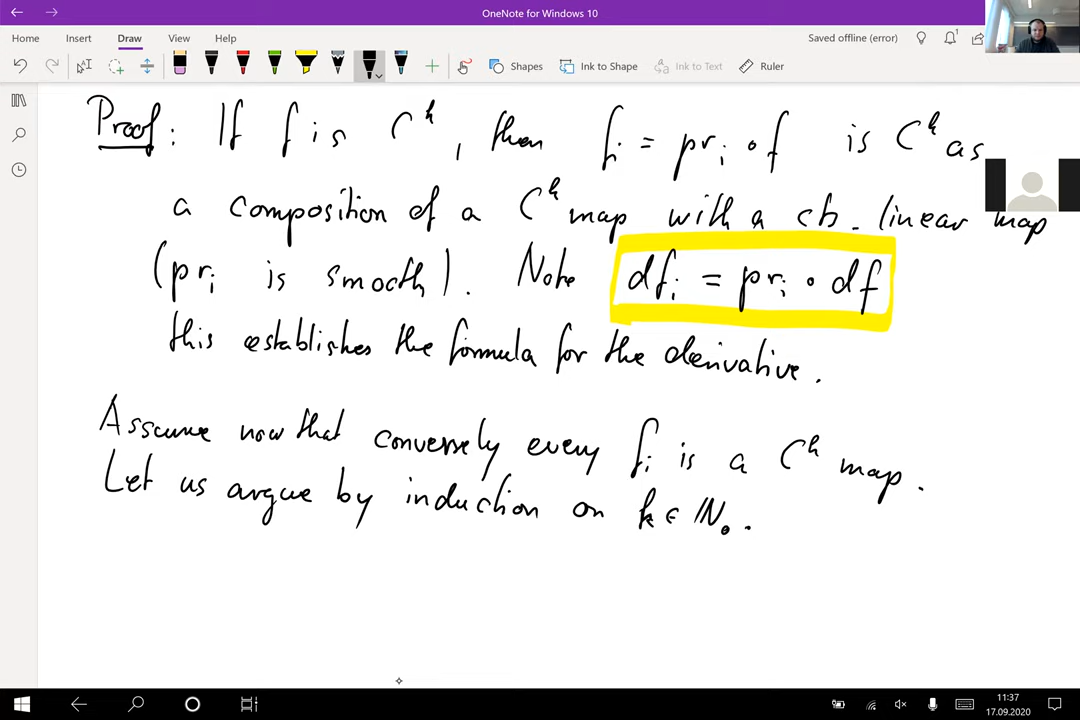 OneNote for Windows 10
Home Insert Draw View Help
Saved offline (error)
Shapes Ink to Shape Ink to Text Ruler
Proof: If f is C^k, then f_i = pr_i ∘ f is C^k as
a composition of a C^k map with a cts. linear map
(pr_i is smooth). Note df_i = pr_i ∘ df
this establishes the formula for the derivative.
Assume now that conversely every f_i is a C^k map.
Let us argue by induction on k ∈ ℕ_0.
11:37
17.09.2020